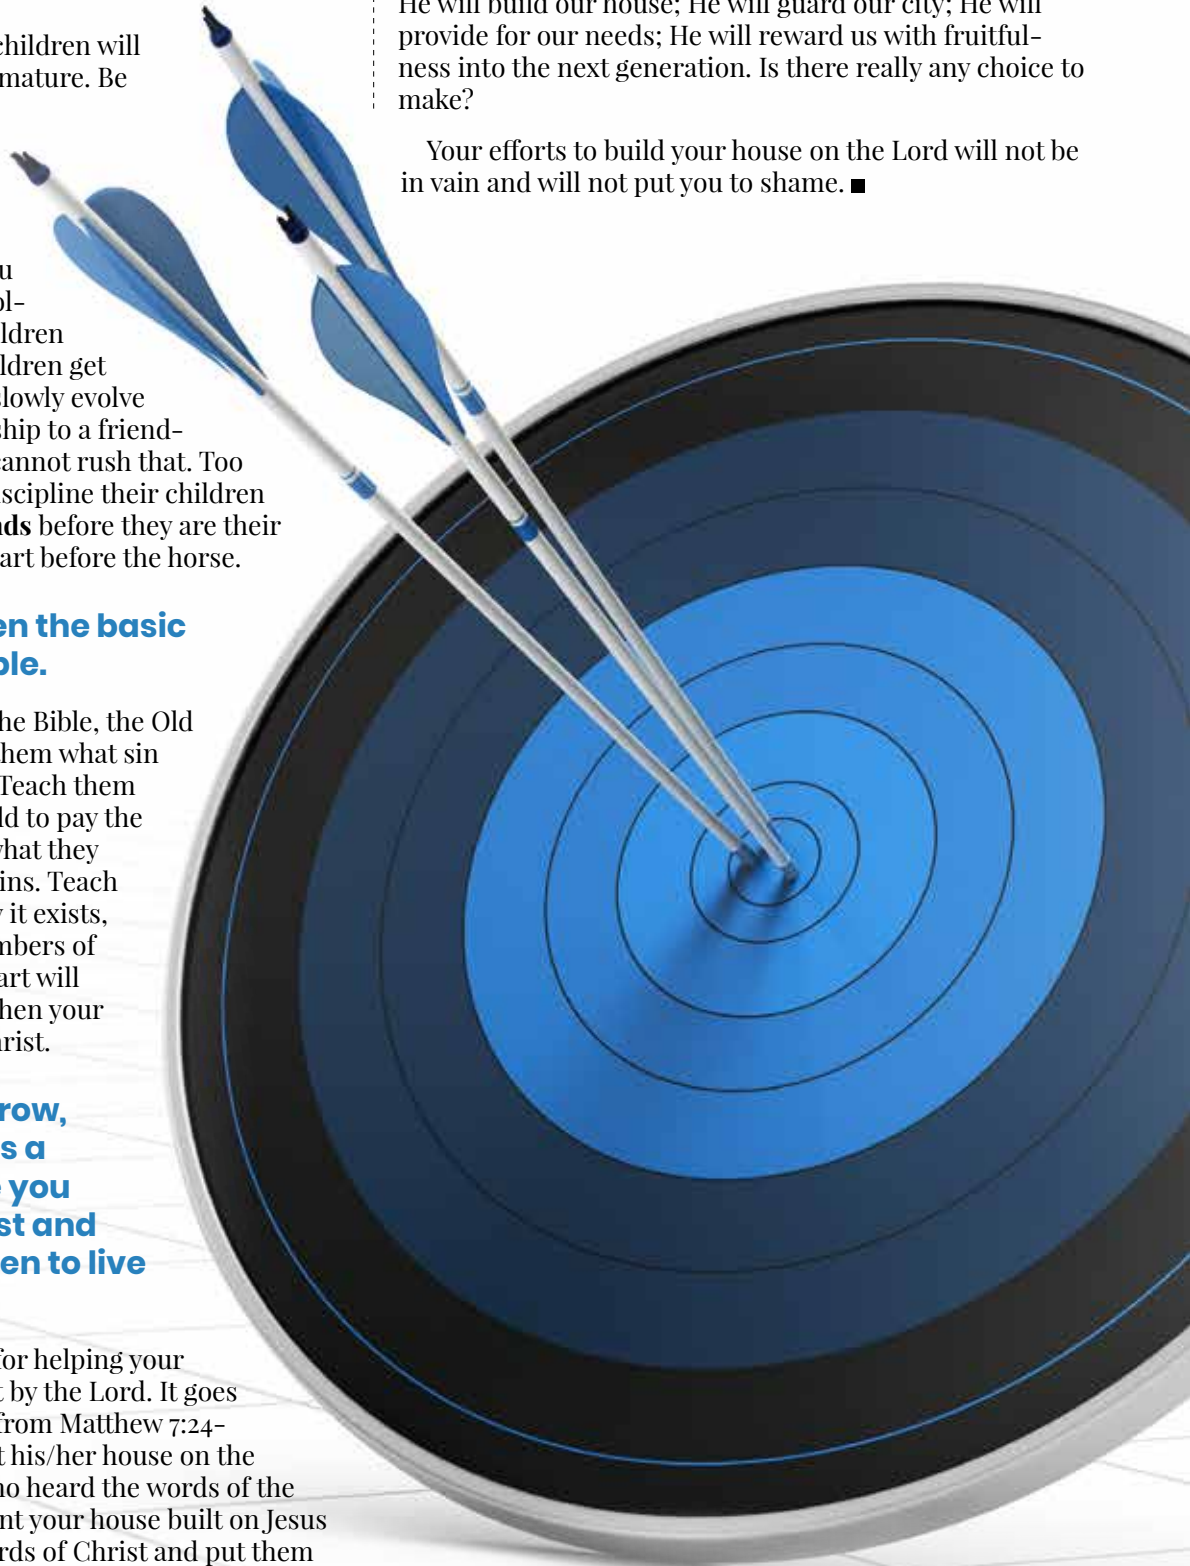 children will
mature. Be
u
ol-
ldren
ldren get
slowly evolve
ship to a friend-
cannot rush that. Too
scipline their children
nds before they are their
art before the horse.
en the basic
ble.
he Bible, the Old
them what sin
Teach them
ld to pay the
what they
ins. Teach
y it exists,
mbers of
art will
hen your
hrist.
row,
s a
e you
st and
en to live
for helping your
t by the Lord. It goes
from Matthew 7:24-
t his/her house on the
ho heard the words of the
nt your house built on Jesus
rds of Christ and put them
He will build our house; He will guard our city; He will
provide for our needs; He will reward us with fruitful-
ness into the next generation. Is there really any choice to
make?
Your efforts to build your house on the Lord will not be
in vain and will not put you to shame. ■